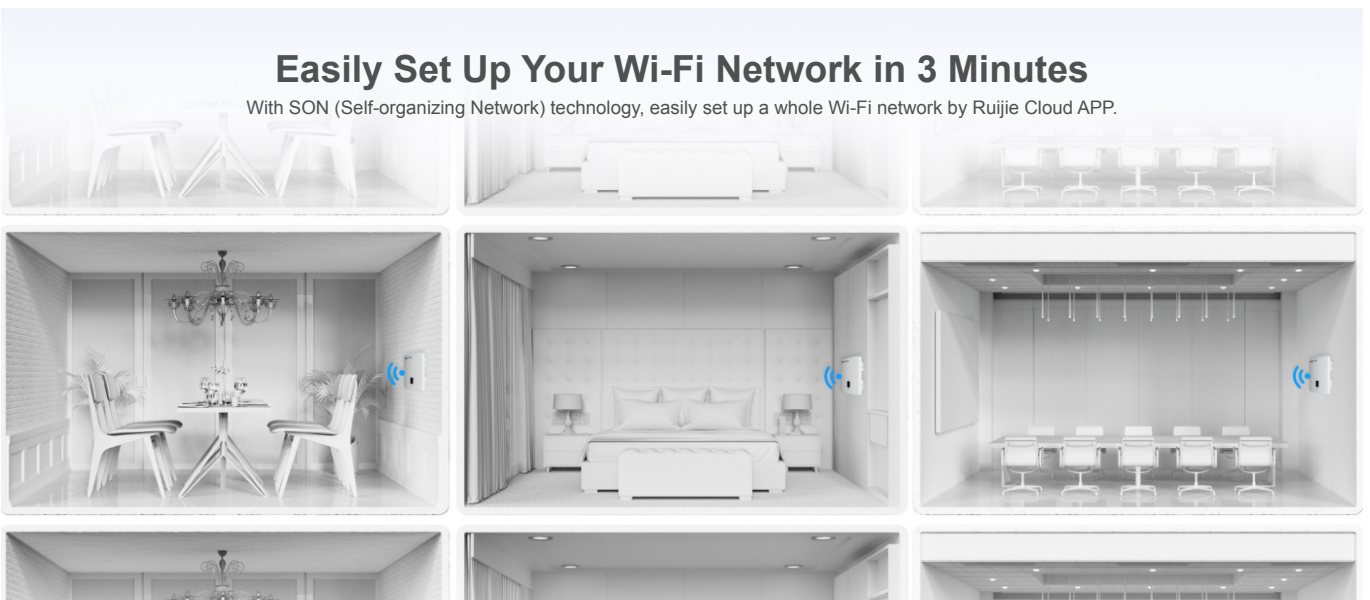 Easily Set Up Your Wi-Fi Network in 3 Minutes
With SON (Self-organizing Network) technology, easily set up a whole Wi-Fi network by Ruijie Cloud APP.